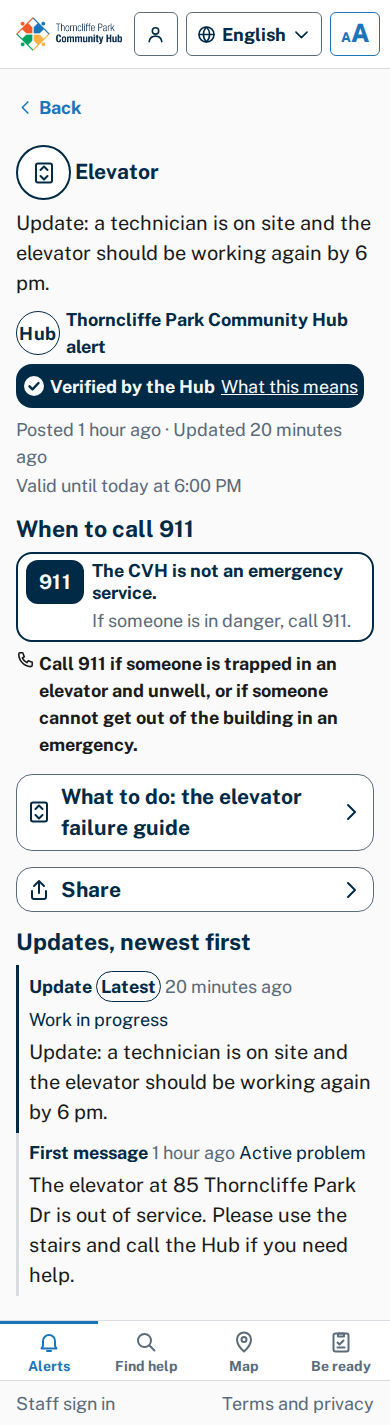 Thorncliffe Park
Community Hub
English
AA
Back
Elevator
Update: a technician is on site and the
elevator should be working again by 6
pm.
Hub
Thorncliffe Park Community Hub
alert
Verified by the Hub What this means
Posted 1 hour ago · Updated 20 minutes
ago
Valid until today at 6:00 PM
When to call 911
911
The CVH is not an emergency
service.
If someone is in danger, call 911.
Call 911 if someone is trapped in an
elevator and unwell, or if someone
cannot get out of the building in an
emergency.
What to do: the elevator
failure guide
Share
Updates, newest first
Update Latest 20 minutes ago
Work in progress
Update: a technician is on site and
the elevator should be working again
by 6 pm.
First message 1 hour ago Active problem
The elevator at 85 Thorncliffe Park
Dr is out of service. Please use the
stairs and call the Hub if you need
help.
Alerts Find help Map Be ready
Staff sign in Terms and privacy